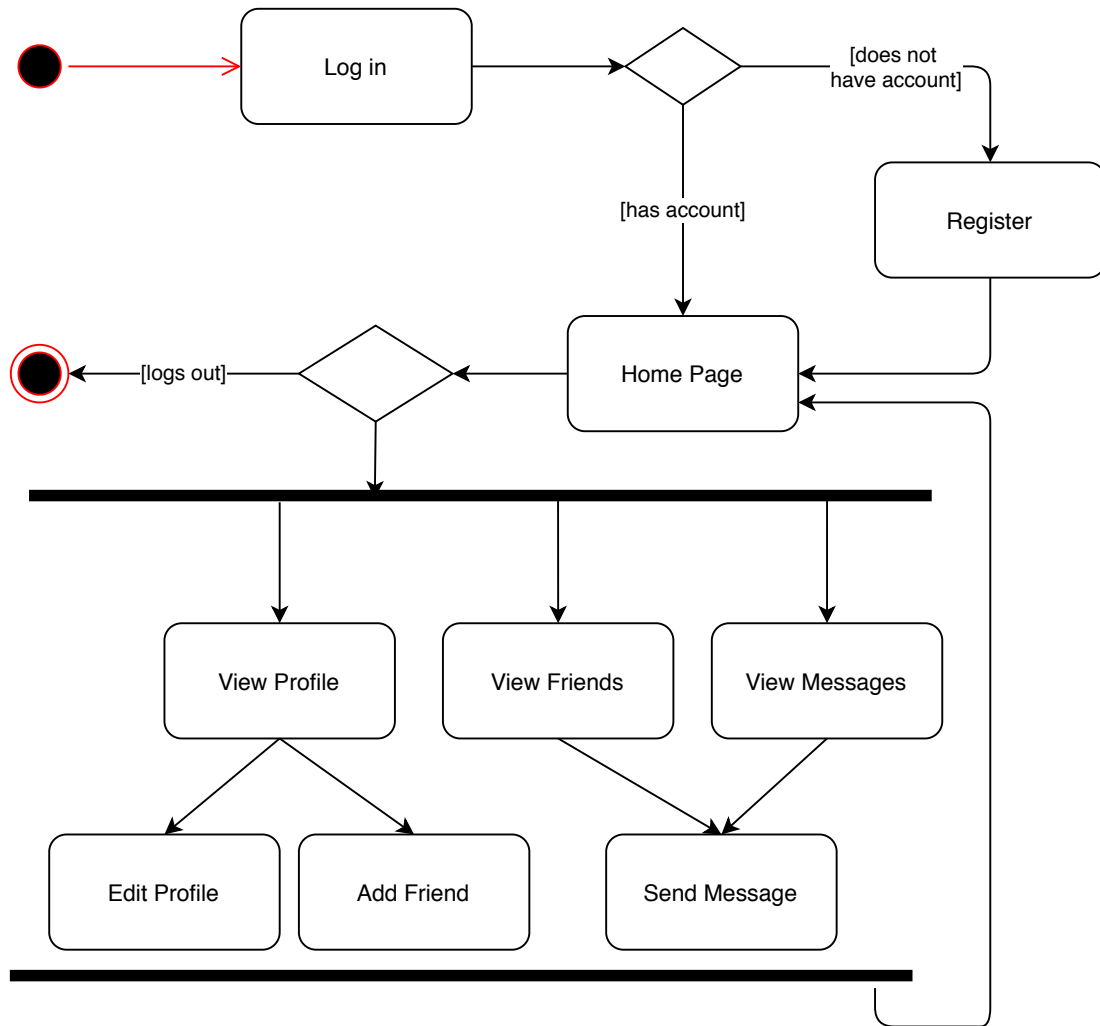 Log in
[does not
have account]
[has account]
Register
Home Page
[logs out]
View Profile
View Friends
View Messages
Edit Profile
Add Friend
Send Message